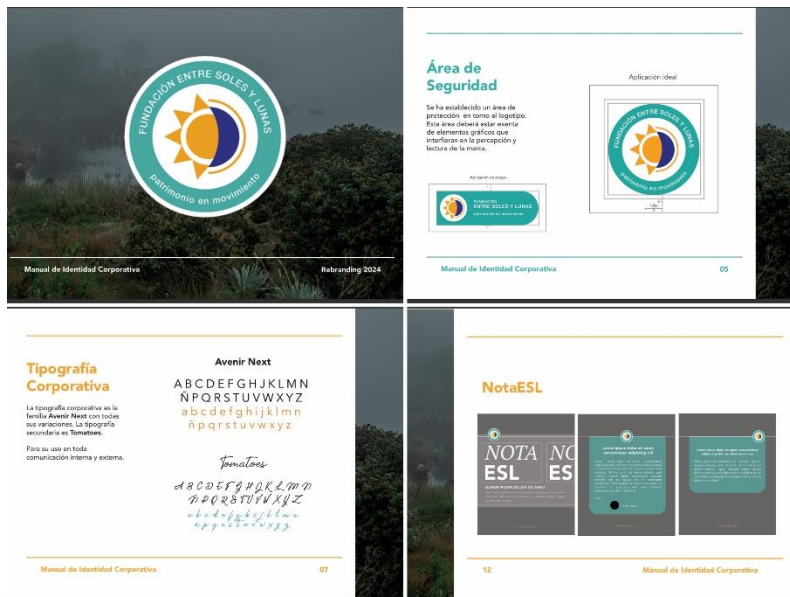 FUNDACIÓN ENTRE SOLES Y LUNAS
patrimonio en movimiento
Manual de Identidad Corporativa
Rebranding 2024
Área de
Seguridad
Se ha establecido un área de
protección en torno al logotipo.
Esta área deberá estar exenta
de elementos gráficos que
interfieran en la percepción y
lectura de la marca.
Aplicación ideal
FUNDACIÓN ENTRE SOLES Y LUNAS
patrimonio en movimiento
FUNDACIÓN
ENTRE SOLES Y LUNAS
patrimonio en movimiento
Manual de Identidad Corporativa
05
Tipografía
Corporativa
La tipografía corporativa es la
familia Avenir Next con todas
sus variaciones. La tipografía
secundaria es Tomatoes.
Para su uso en toda
comunicación interna y externa.
Avenir Next
ABCDEFGHJKLMN
ÑPQRSTUVWXYZ
abcdefghijklmn
ñpqrstuvwxyz
Tomatoes
Manual de Identidad Corporativa
07
NotaESL
NOTA
ESL
NO
ES
12
Manual de Identidad Corporativa